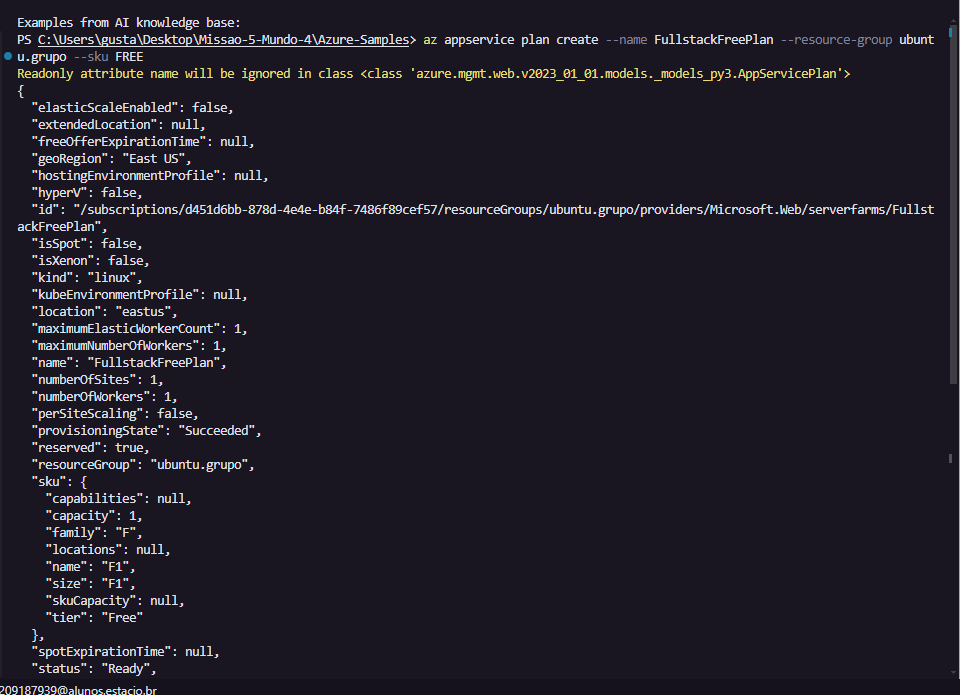 Examples from AI knowledge base:
PS C:\Users\gusta\Desktop\Missao-5-Mundo-4\Azure-Samples> az appservice plan create --name FullstackFreePlan --resource-group ubunt
u.grupo --sku FREE
Readonly attribute name will be ignored in class <class 'azure.mgmt.web.v2023_01_01.models._models_py3.AppServicePlan'>
{
  "elasticScaleEnabled": false,
  "extendedLocation": null,
  "freeOfferExpirationTime": null,
  "geoRegion": "East US",
  "hostingEnvironmentProfile": null,
  "hyperV": false,
  "id": "/subscriptions/d451d6bb-878d-4e4e-b84f-7486f89cef57/resourceGroups/ubuntu.grupo/providers/Microsoft.Web/serverfarms/Fullst
ackFreePlan",
  "isSpot": false,
  "isXenon": false,
  "kind": "linux",
  "kubeEnvironmentProfile": null,
  "location": "eastus",
  "maximumElasticWorkerCount": 1,
  "maximumNumberOfWorkers": 1,
  "name": "FullstackFreePlan",
  "numberOfSites": 1,
  "numberOfWorkers": 1,
  "perSiteScaling": false,
  "provisioningState": "Succeeded",
  "reserved": true,
  "resourceGroup": "ubuntu.grupo",
  "sku": {
    "capabilities": null,
    "capacity": 1,
    "family": "F",
    "locations": null,
    "name": "F1",
    "size": "F1",
    "skuCapacity": null,
    "tier": "Free"
  },
  "spotExpirationTime": null,
  "status": "Ready",
209187939@alunos.estacio.br